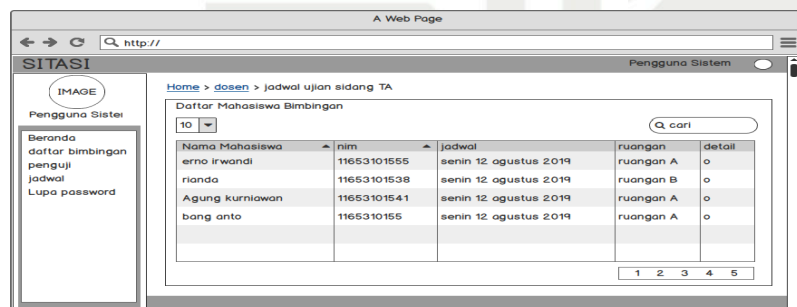 A Web Page
http://
SITASI
Pengguna Sistem
IMAGE
Pengguna Sister
Beranda
daftar bimbingan
penguji
jadwal
Lupa password
Home > dosen > jadwal ujian sidang TA
Daftar Mahasiswa Bimbingan
10
cari
Nama Mahasiswa nim jadwal ruangan detail
erno irwandi 11653101555 senin 12 agustus 2019 ruangan A o
rianda 11653101538 senin 12 agustus 2019 ruangan B o
Agung kurniawan 11653101541 senin 12 agustus 2019 ruangan A o
bang anto 1165310155 senin 12 agustus 2019 ruangan A o
1 2 3 4 5